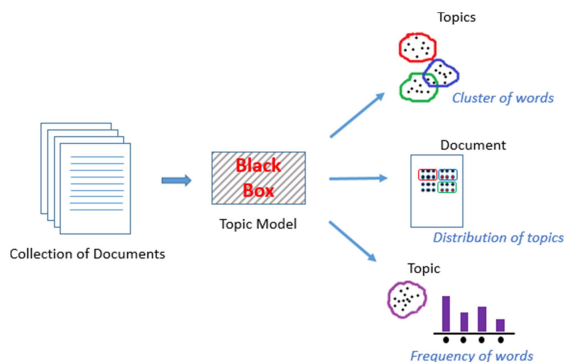 Collection of Documents
Black
Box
Topic Model
Topics
Cluster of words
Document
Distribution of topics
Topic
Frequency of words